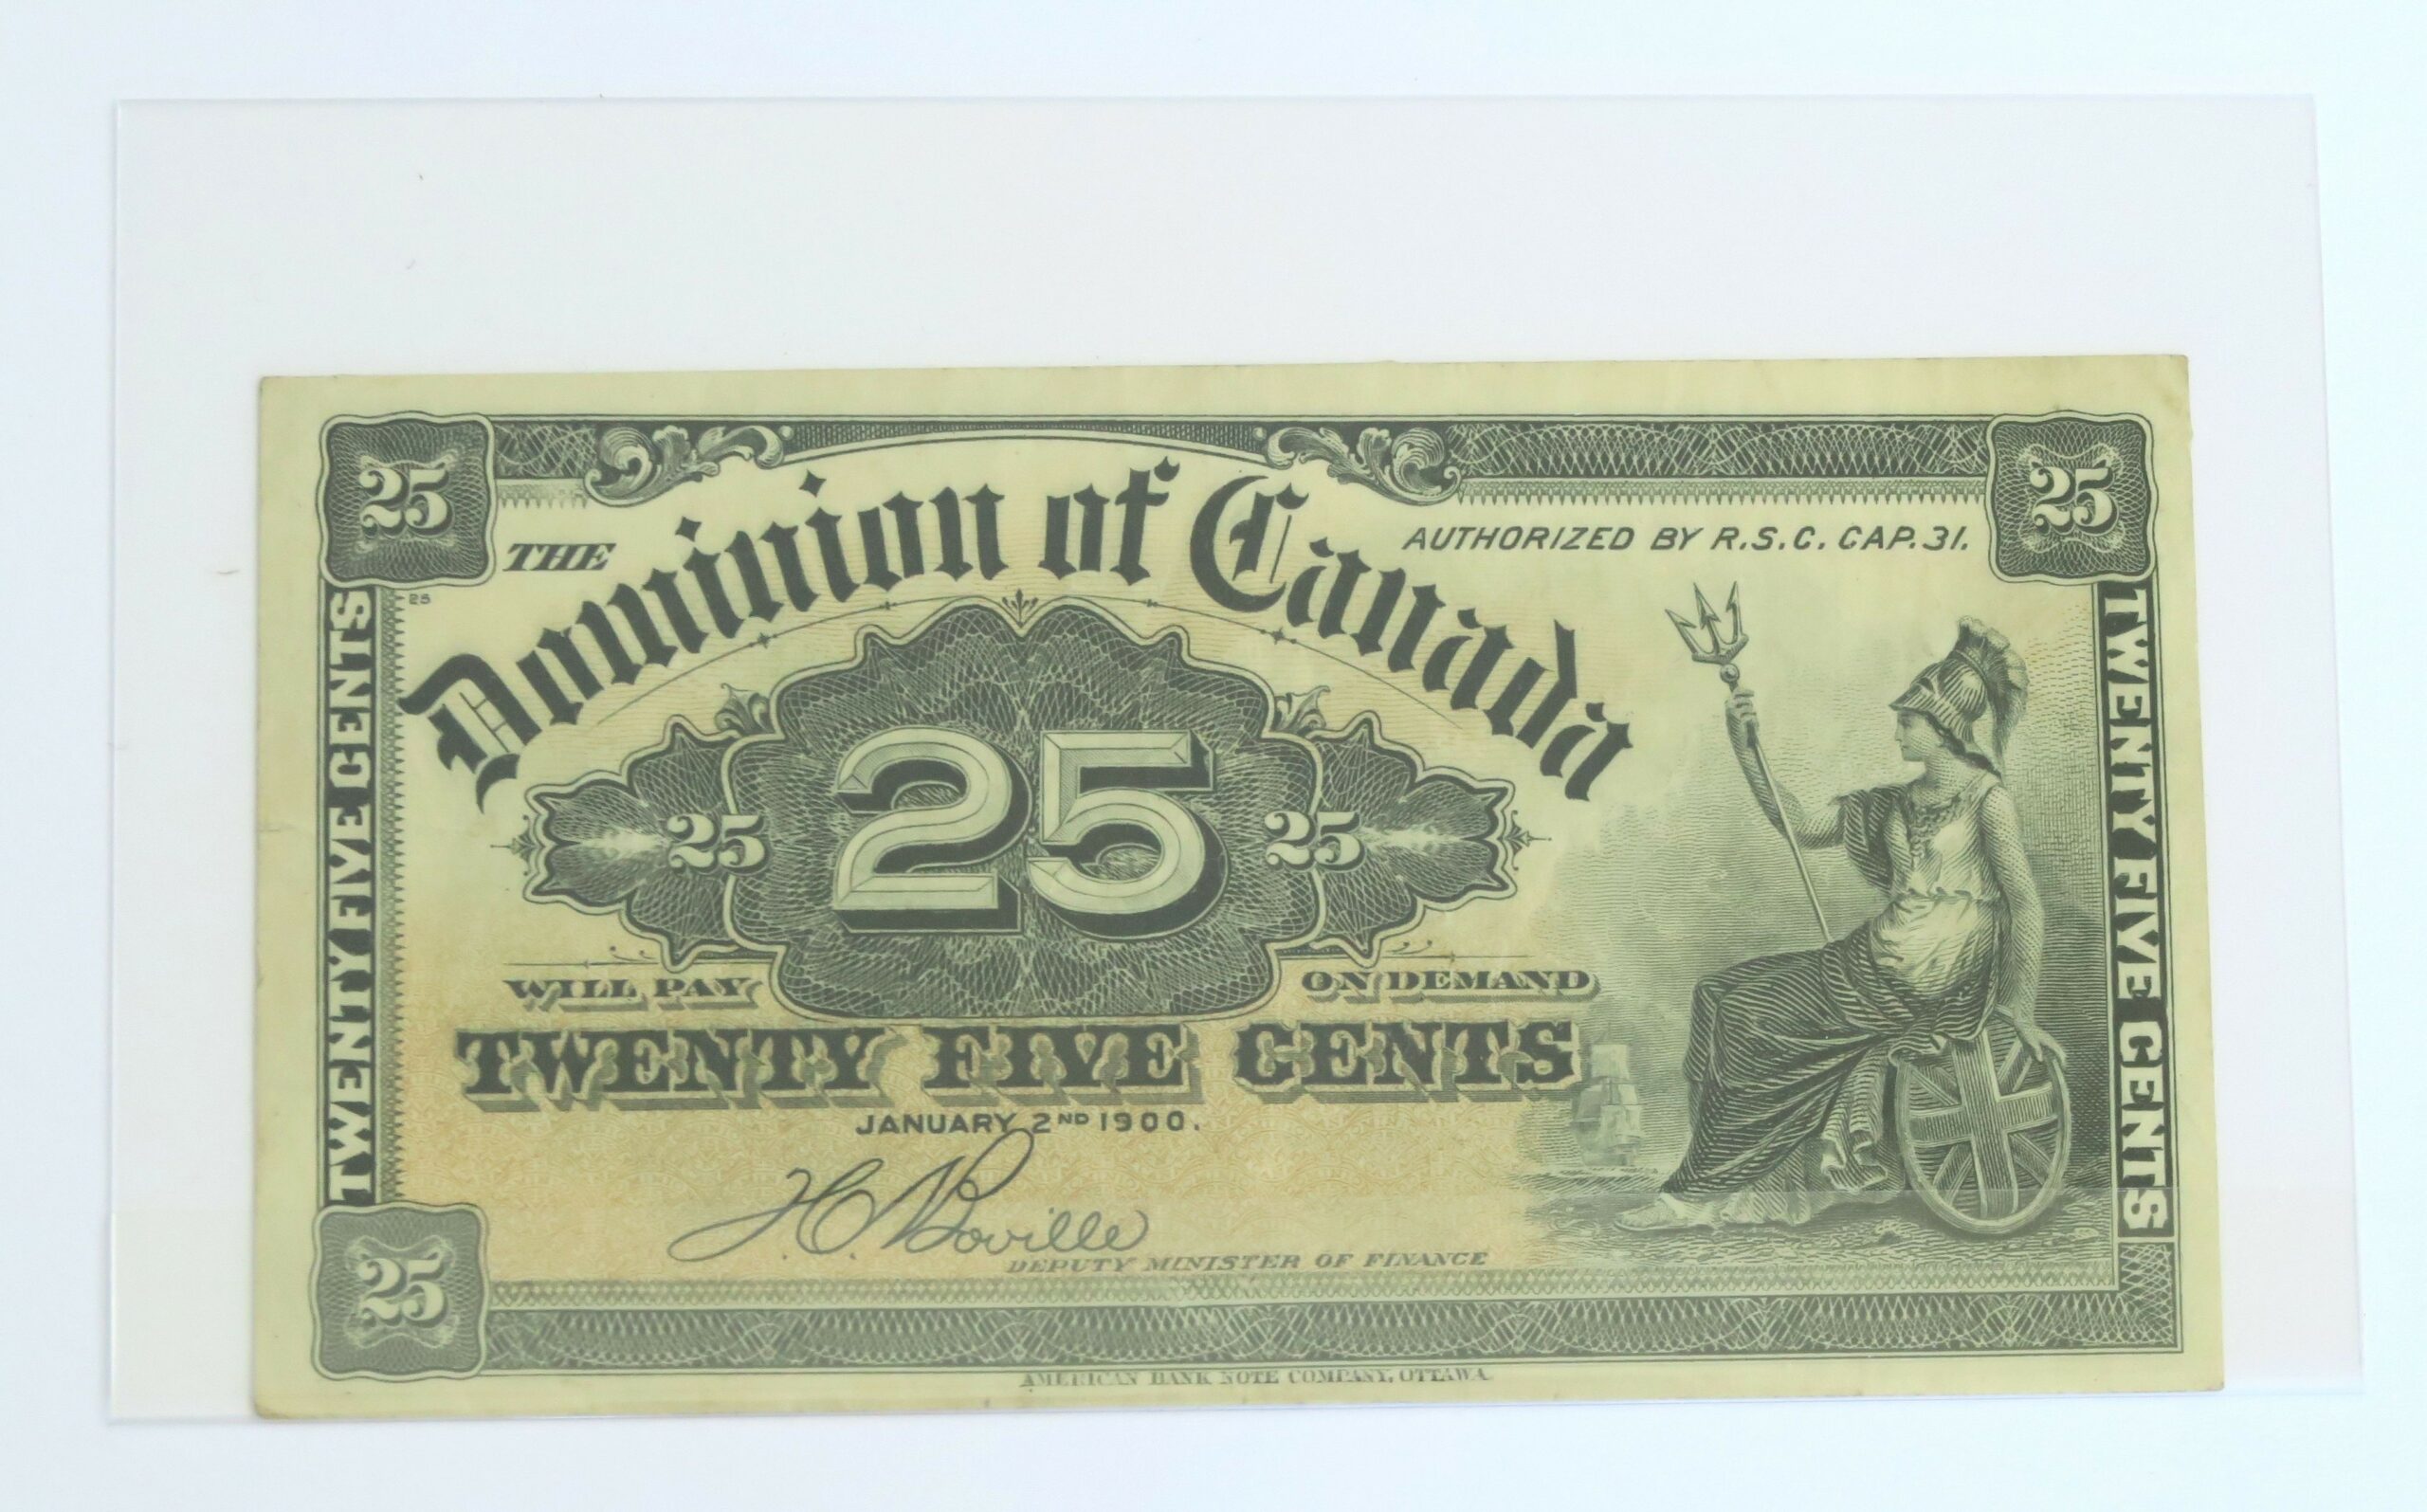 25
25
THE Dominion of Canada
AUTHORIZED BY R.S.C. CAP. 31.
25
TWENTY FIVE CENTS
TWENTY FIVE CENTS
25 25 25
WILL PAY ON DEMAND
TWENTY FIVE CENTS
JANUARY 2ND 1900.
H. C. Boville
DEPUTY MINISTER OF FINANCE
25
AMERICAN BANK NOTE COMPANY, OTTAWA.